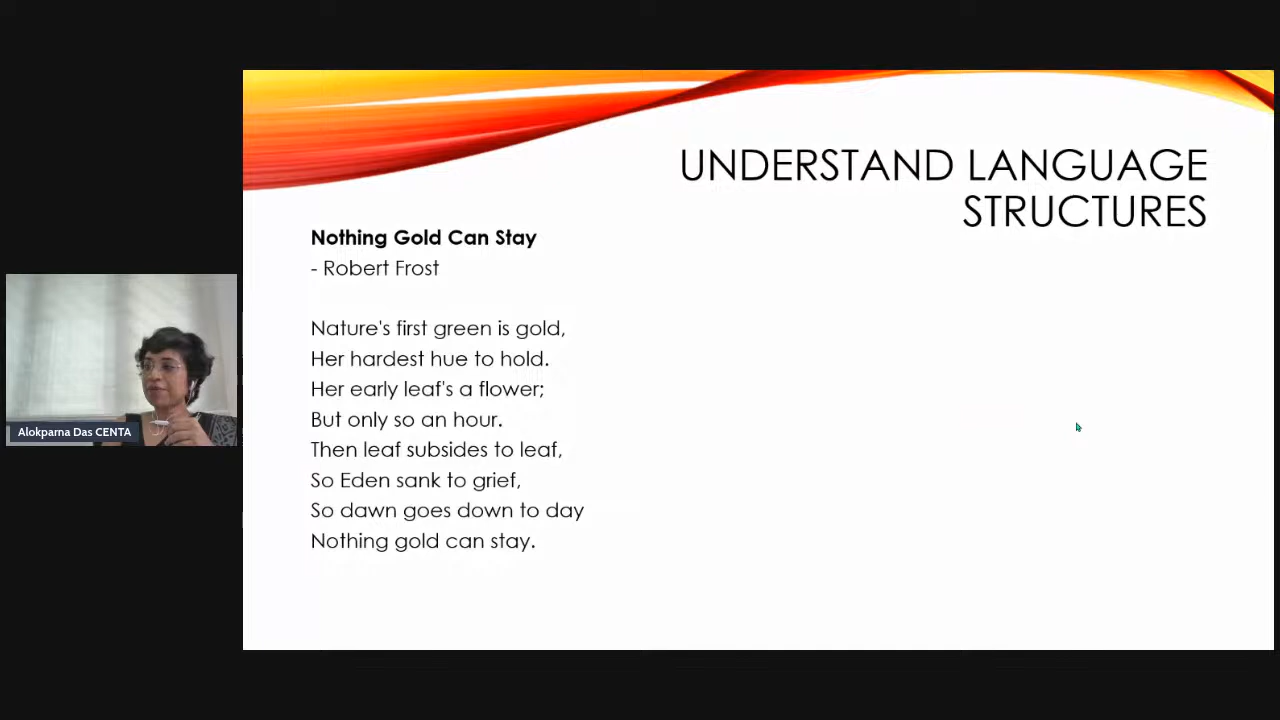 UNDERSTAND LANGUAGE
STRUCTURES
Nothing Gold Can Stay
- Robert Frost
Nature's first green is gold,
Her hardest hue to hold.
Her early leaf's a flower;
But only so an hour.
Then leaf subsides to leaf,
So Eden sank to grief,
So dawn goes down to day
Nothing gold can stay.
Alokparna Das CENTA